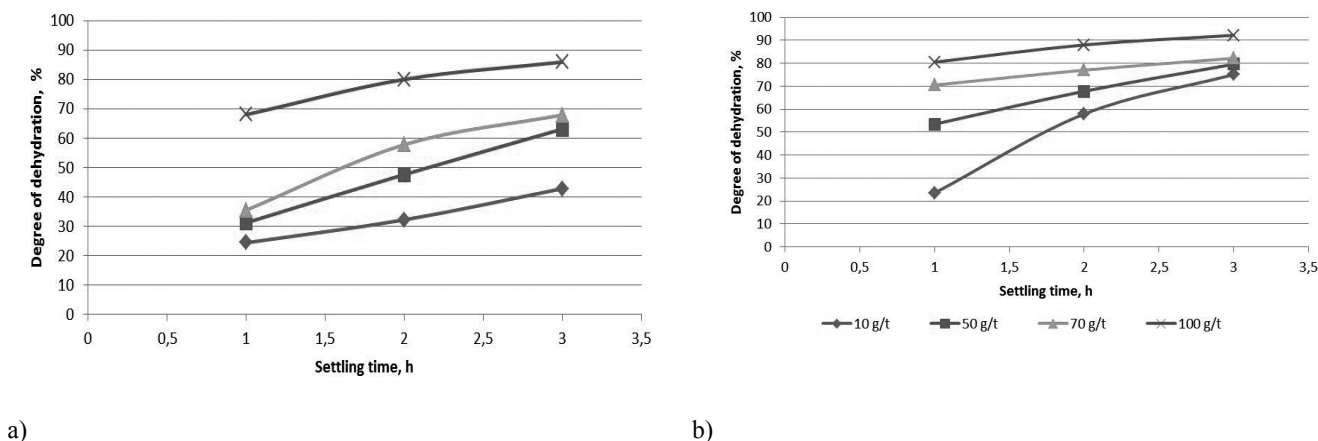 100
90
80
70
60
50
40
30
20
10
0
Degree of dehydration, %
0 0,5 1 1,5 2 2,5 3 3,5
Settling time, h
a)
100
90
80
70
60
50
40
30
20
10
0
Degree of dehydration, %
0 0,5 1 1,5 2 2,5 3 3,5
Settling time, h
10 g/t 50 g/t 70 g/t 100 g/t
b)